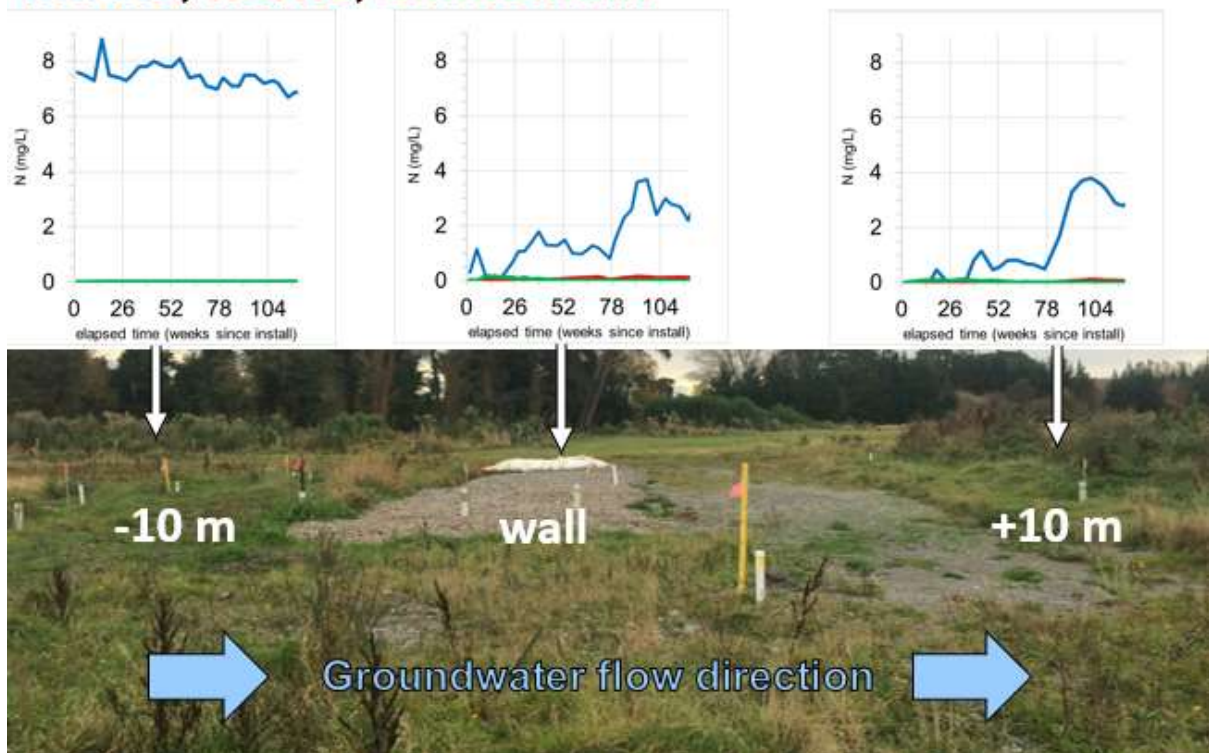 8
6
4
2
0
N (mg/L)
0 26 52 78 104
elapsed time (weeks since install)
8
6
4
2
0
N (mg/L)
0 26 52 78 104
elapsed time (weeks since install)
8
6
4
2
0
N (mg/L)
0 26 52 78 104
elapsed time (weeks since install)
-10 m
wall
+10 m
Groundwater flow direction